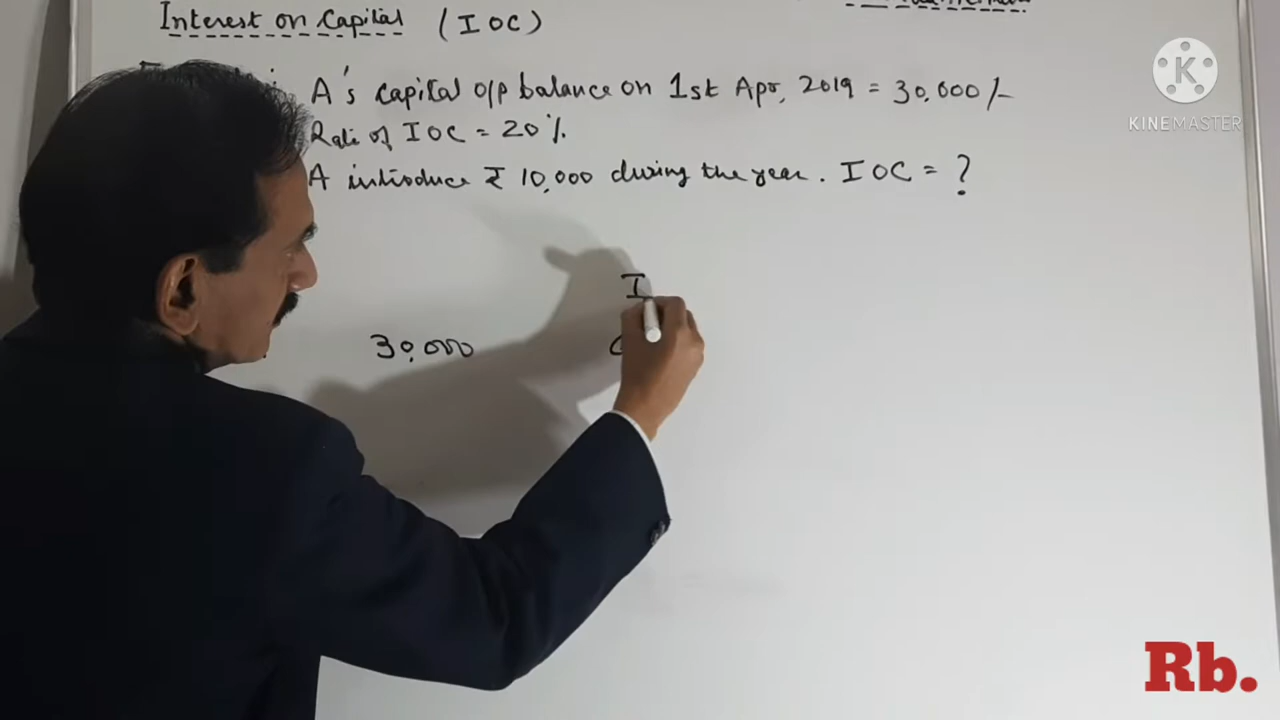 Interest on Capital (IOC)
A's capital o/p balance on 1st Apr, 2019 = 30,000/-
Rate of IOC = 20%.
A introduce ₹ 10,000 during the year. IOC = ?
I
30,000
K
KINEMASTER
Rb.